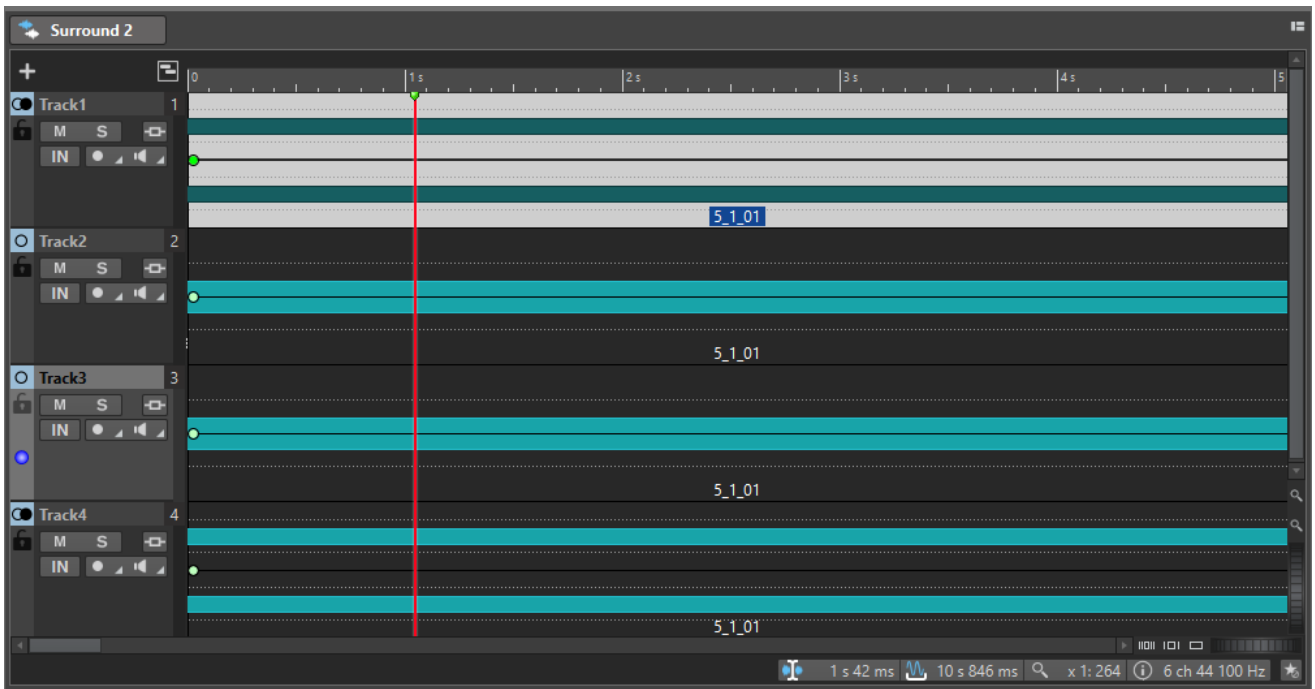 Surround 2
0 1 s 2 s 3 s 4 s 5
Track1 1
M S
IN
5_1_01
Track2 2
M S
IN
5_1_01
Track3 3
M S
IN
5_1_01
Track4 4
M S
IN
5_1_01
1 s 42 ms 10 s 846 ms x 1: 264 6 ch 44 100 Hz